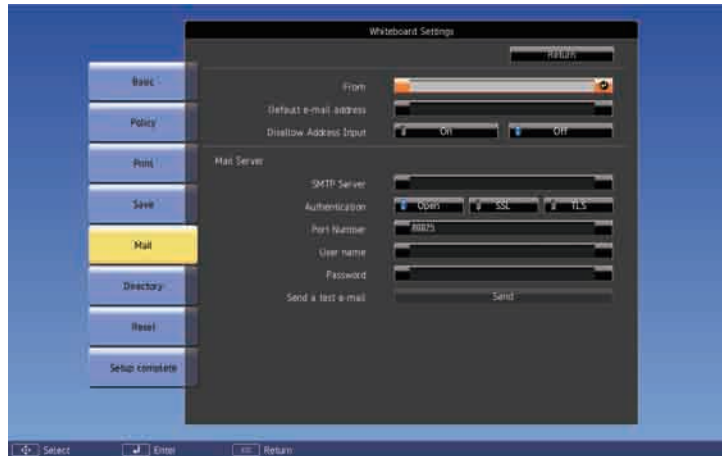 Whiteboard Settings
Return
Basic
Policy
Print
Save
Mail
Directory
Reset
Setup complete
From
Default e-mail address
Disallow Address Input
On
Off
Mail Server
SMTP Server
Authentication
Open
SSL
TLS
Port Number
User name
Password
Send a test e-mail
Send
Select
Enter
Return